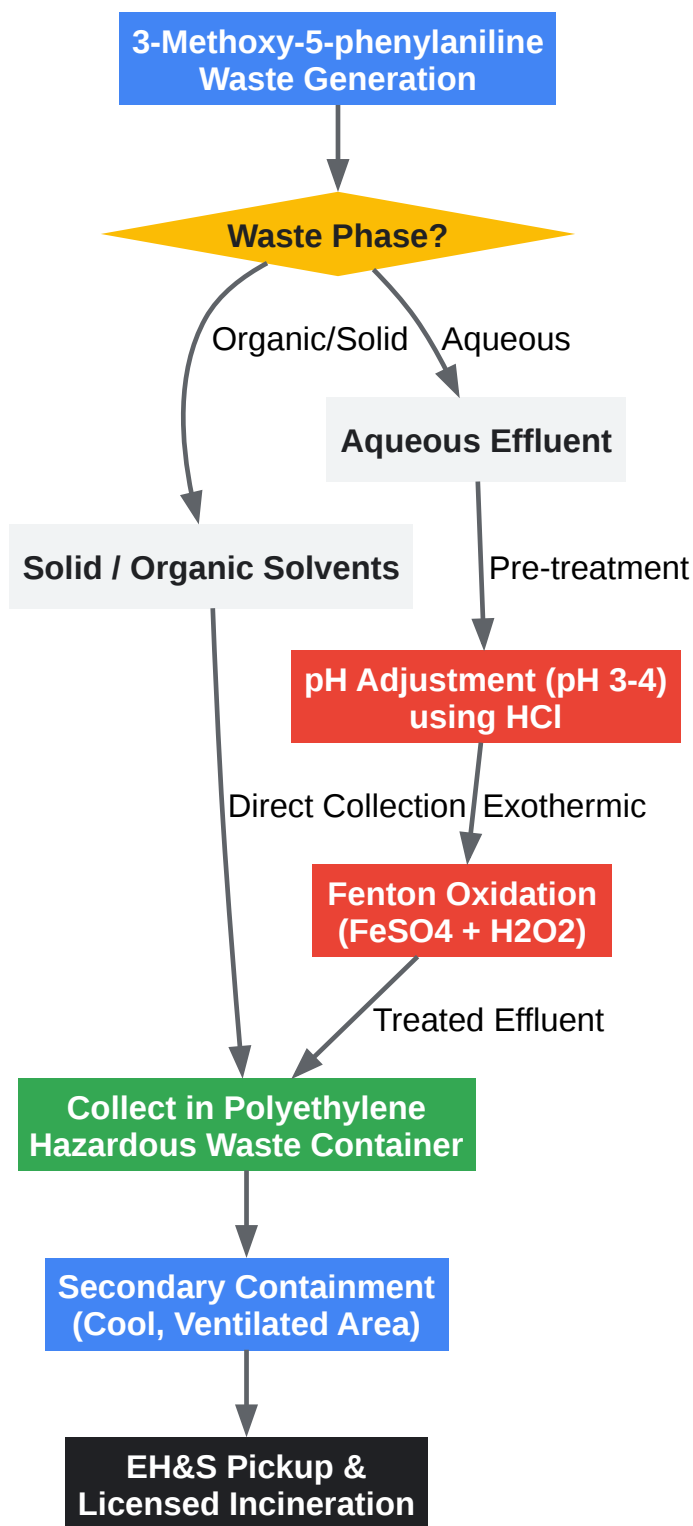 3-Methoxy-5-phenylaniline
Waste Generation
Waste Phase?
Organic/Solid
Aqueous
Aqueous Effluent
Solid / Organic Solvents
Pre-treatment
pH Adjustment (pH 3-4)
using HCl
Direct Collection
Exothermic
Fenton Oxidation
(FeSO4 + H2O2)
Treated Effluent
Collect in Polyethylene
Hazardous Waste Container
Secondary Containment
(Cool, Ventilated Area)
EH&S Pickup &
Licensed Incineration